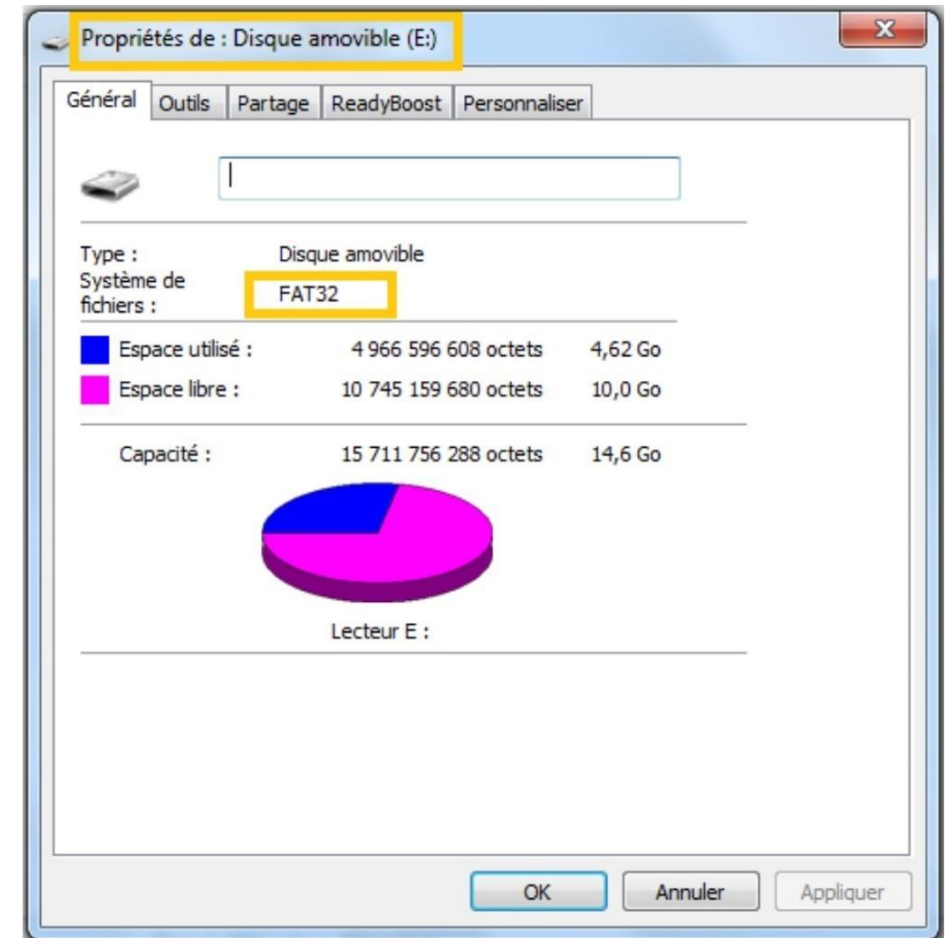 Propriétés de : Disque amovible (E:)
Général Outils Partage ReadyBoost Personnaliser
Type : Disque amovible
Système de fichiers : FAT32
Espace utilisé : 4 966 596 608 octets 4,62 Go
Espace libre : 10 745 159 680 octets 10,0 Go
Capacité : 15 711 756 288 octets 14,6 Go
Lecteur E :
OK Annuler Appliquer